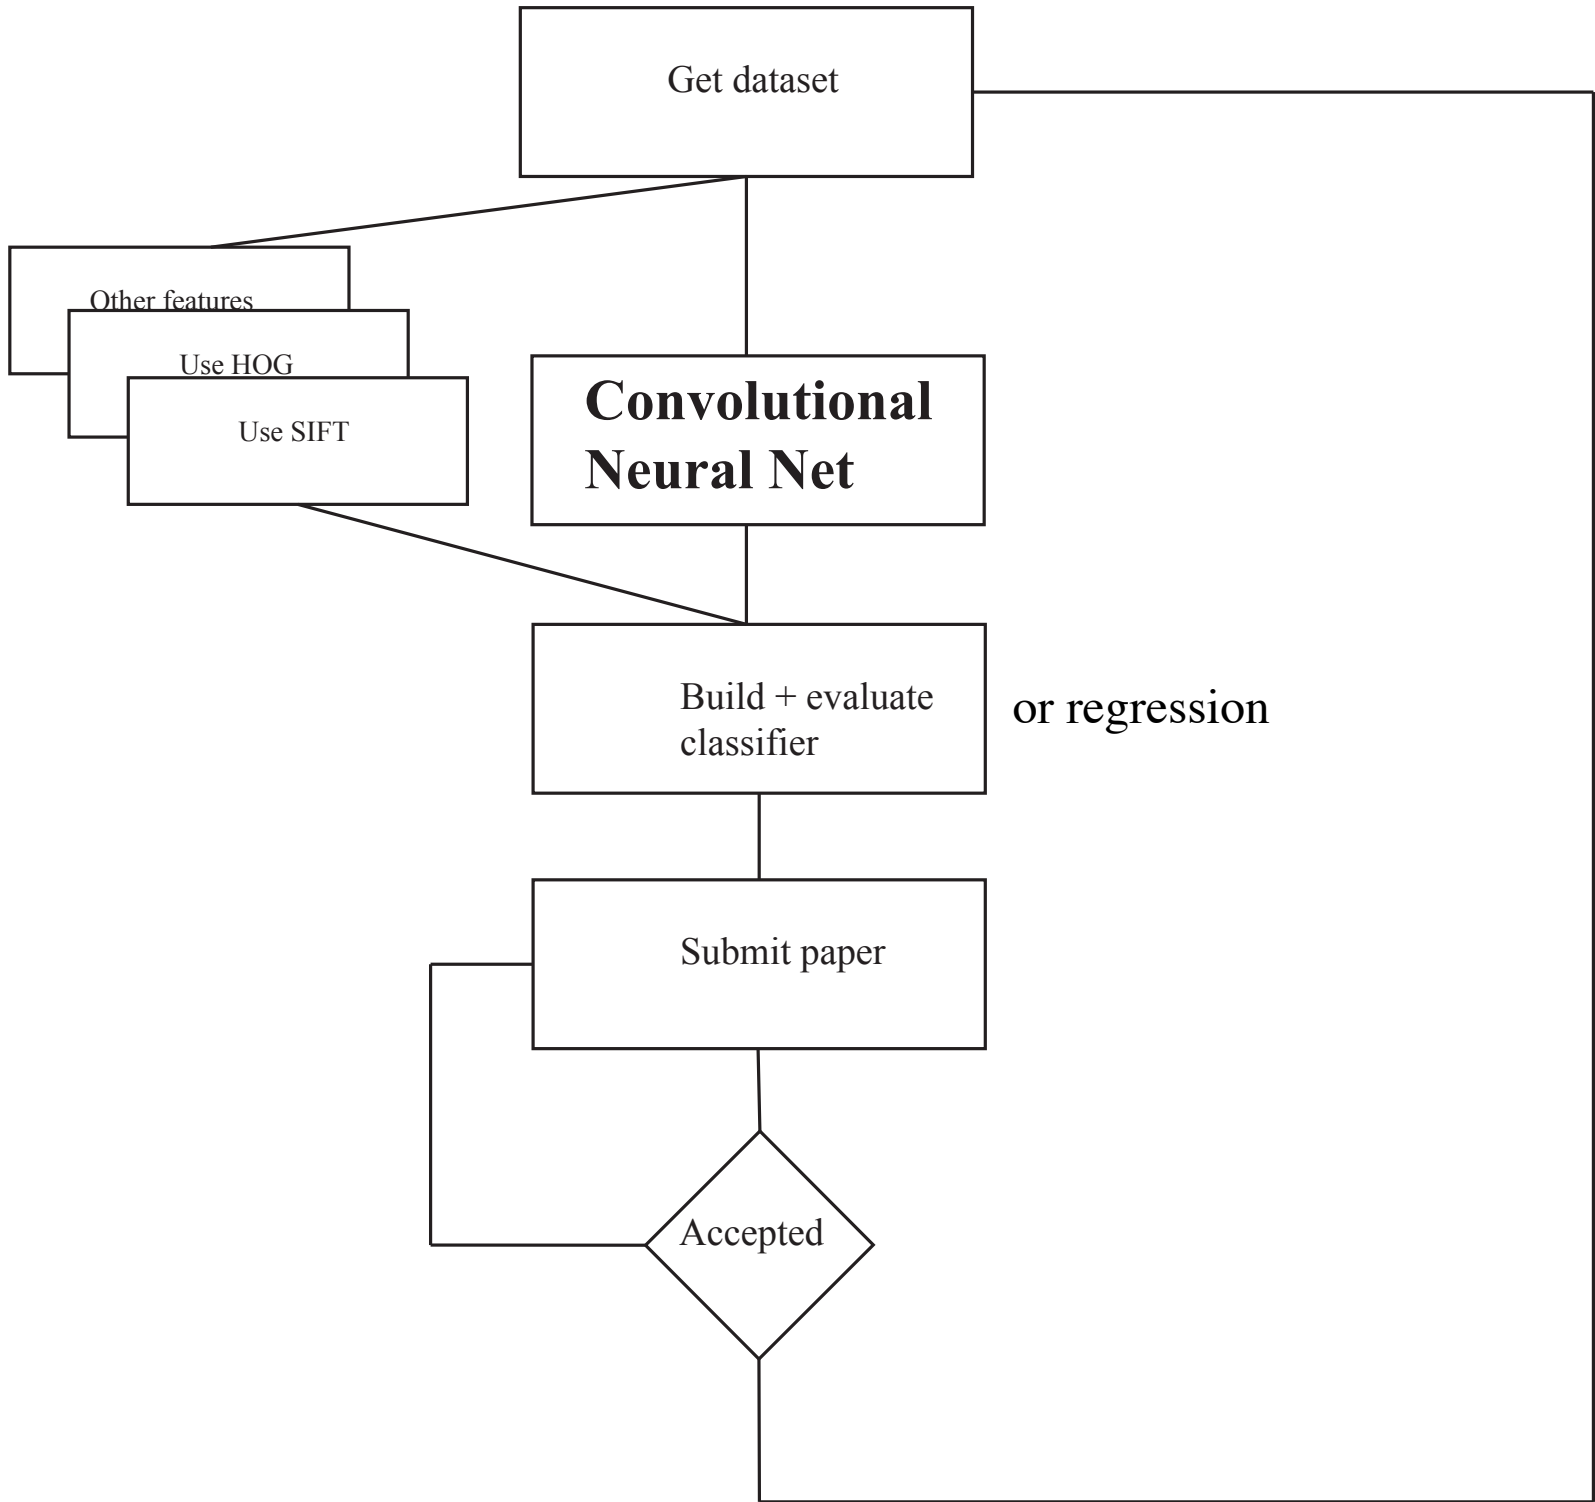 Get dataset
Other features
Use HOG
Use SIFT
Convolutional
Neural Net
Build + evaluate
classifier
or regression
Submit paper
Accepted